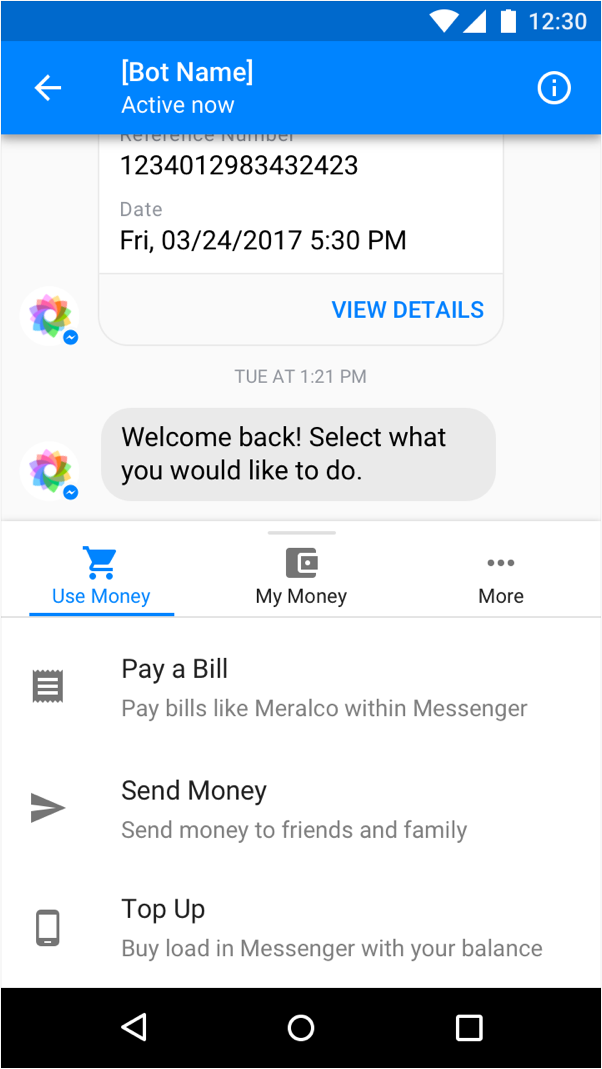 12:30
[Bot Name]
Active now
Reference Number
1234012983432423
Date
Fri, 03/24/2017 5:30 PM
VIEW DETAILS
TUE AT 1:21 PM
Welcome back! Select what
you would like to do.
Use Money
My Money
More
Pay a Bill
Pay bills like Meralco within Messenger
Send Money
Send money to friends and family
Top Up
Buy load in Messenger with your balance